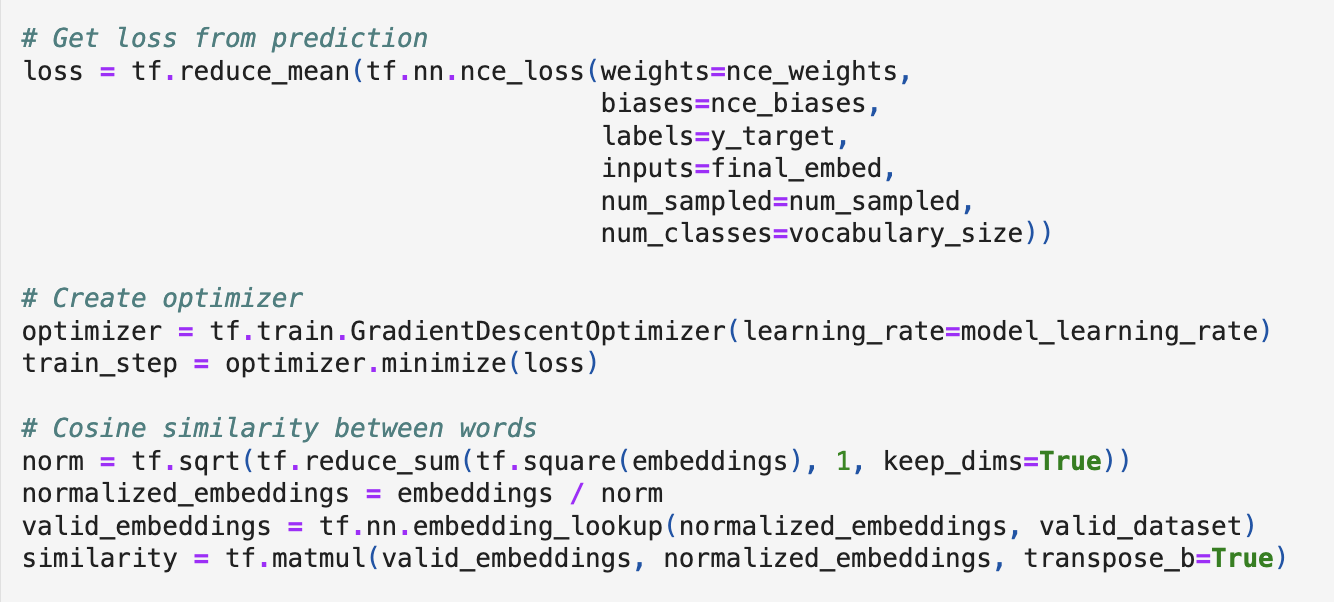 # Get loss from prediction
loss = tf.reduce_mean(tf.nn.nce_loss(weights=nce_weights,
                                     biases=nce_biases,
                                     labels=y_target,
                                     inputs=final_embed,
                                     num_sampled=num_sampled,
                                     num_classes=vocabulary_size))

# Create optimizer
optimizer = tf.train.GradientDescentOptimizer(learning_rate=model_learning_rate)
train_step = optimizer.minimize(loss)

# Cosine similarity between words
norm = tf.sqrt(tf.reduce_sum(tf.square(embeddings), 1, keep_dims=True))
normalized_embeddings = embeddings / norm
valid_embeddings = tf.nn.embedding_lookup(normalized_embeddings, valid_dataset)
similarity = tf.matmul(valid_embeddings, normalized_embeddings, transpose_b=True)